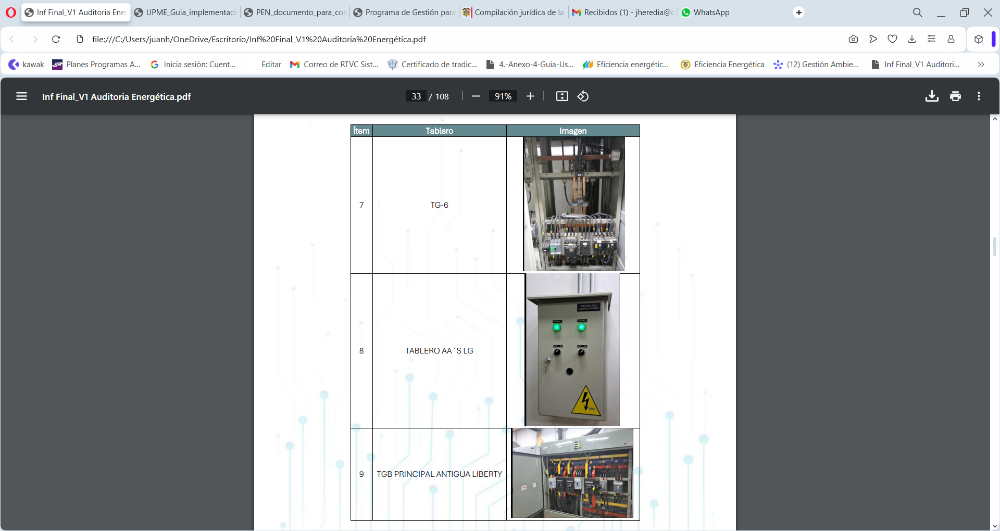 Inf Final_V1 Auditoria Ener
UPME_Guia_implementaci
PEN_documento_para_con
Programa de Gestión para
Compilación jurídica de la
Recibidos (1) - jheredia@c
WhatsApp
file:///C:/Users/juanh/OneDrive/Escritorio/Inf%20Final_V1%20Auditoria%20Energética.pdf
kawak
Planes Programas A...
Inicia sesión: Cuent...
Editar
Correo de RTVC Sist...
Certificado de tradic...
4.-Anexo-4-Guia-Us...
Eficiencia energétic...
Eficiencia Energética
(12) Gestión Ambie...
Inf Final_V1 Auditori...
Inf Final_V1 Auditoria Energética.pdf
33 / 108
91%
Ítem Tablero Imagen
7 TG-6
8 TABLERO AA´S LG
TABLERO AIRE
ACONDICIONADO
9 TGB PRINCIPAL ANTIGUA LIBERTY